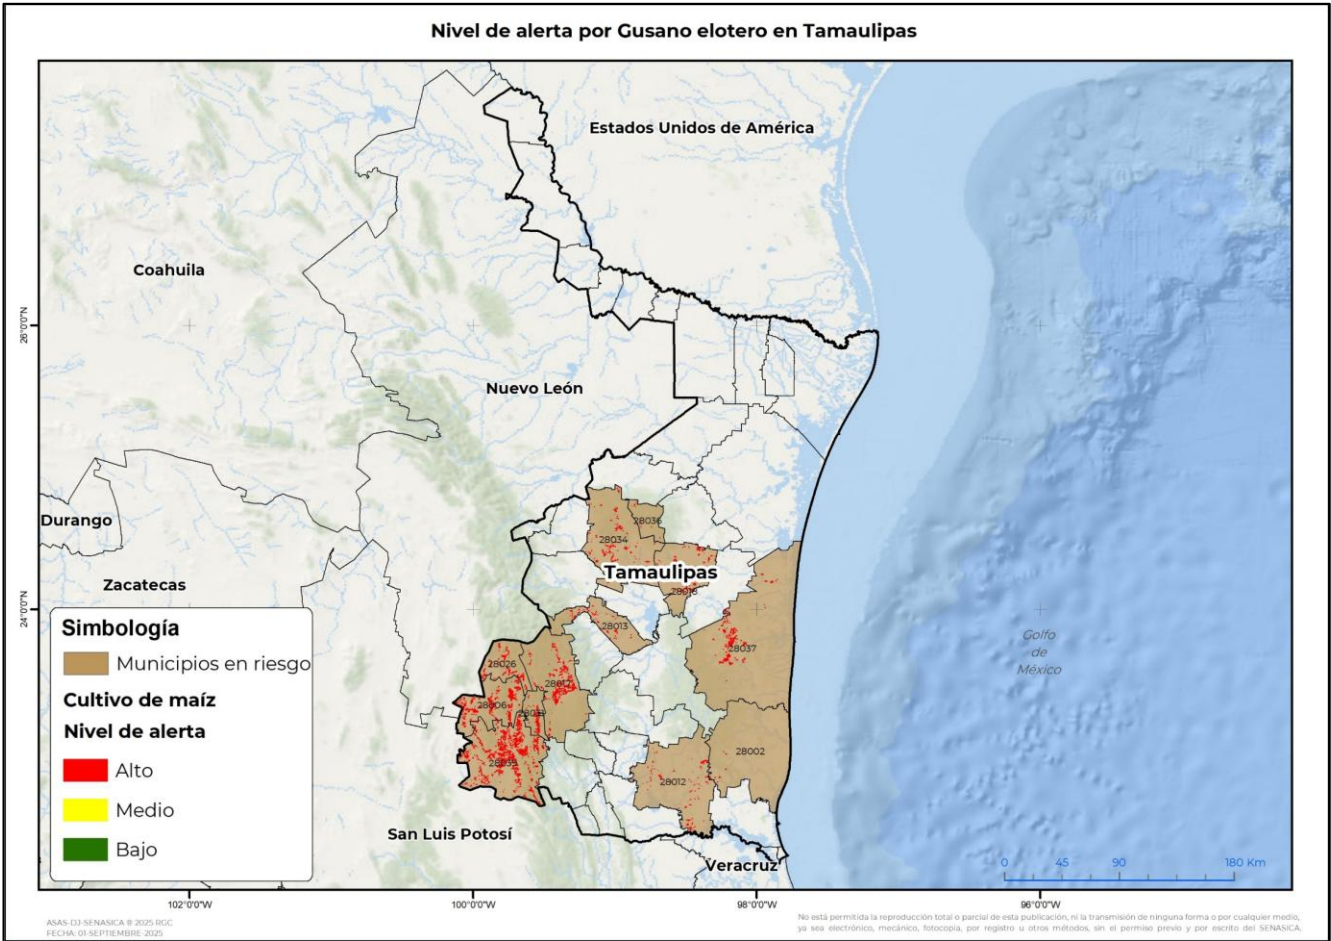 Nivel de alerta por Gusano elotero en Tamaulipas
Estados Unidos de América
Coahuila
28°0'0"N
Nuevo León
Durango
28036
28034
Zacatecas
Tamaulipas
28018
24°0'0"N
28013
Simbología
Municipios en riesgo
Golfo
de
México
28037
28026
28017
Cultivo de maíz
Nivel de alerta
28006
28039
28002
28035
Alto
28012
Medio
Bajo
San Luis Potosí
Veracruz
0 45 90 180 Km
102°0'0"W 100°0'0"W 98°0'0"W 96°0'0"W
ASAS-DJ-SENASICA ® 2025 RGC
FECHA: 01-SEPTIEMBRE-2025
No está permitida la reproducción total o parcial de esta publicación, ni la transmisión de ninguna forma o por cualquier medio,
ya sea electrónico, mecánico, fotocopia, por registro u otros métodos, sin el permiso previo y por escrito del SENASICA.